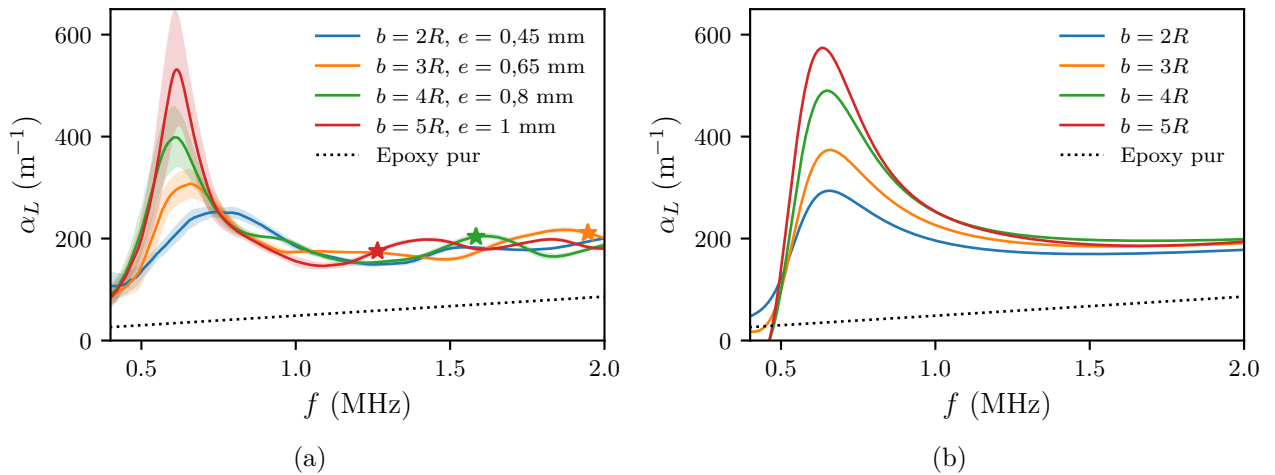 600
400
200
0
α_L (m⁻¹)
b = 2R, e = 0,45 mm
b = 3R, e = 0,65 mm
b = 4R, e = 0,8 mm
b = 5R, e = 1 mm
Epoxy pur
0.5 1.0 1.5 2.0
f (MHz)
(a)
600
400
200
0
α_L (m⁻¹)
b = 2R
b = 3R
b = 4R
b = 5R
Epoxy pur
0.5 1.0 1.5 2.0
f (MHz)
(b)